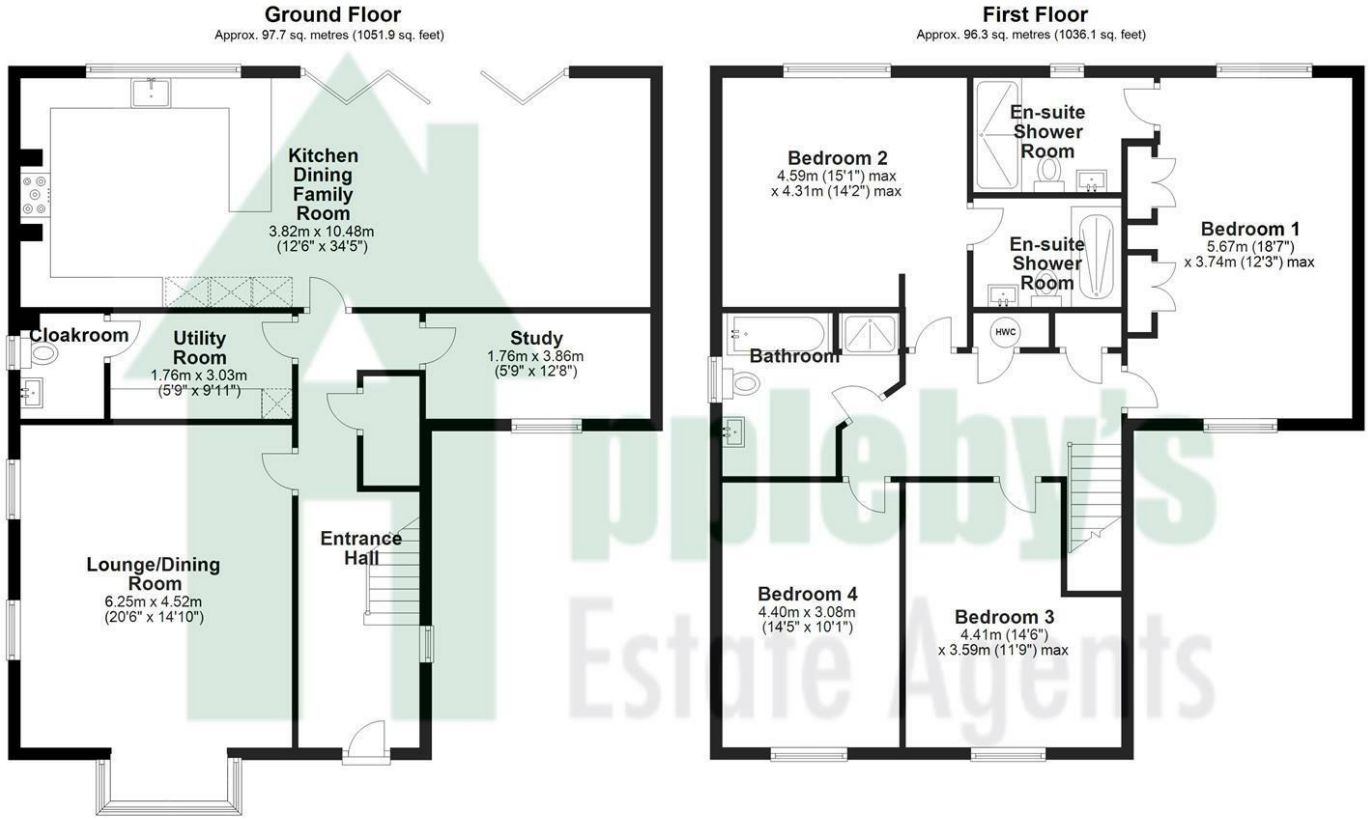 Ground Floor
Approx. 97.7 sq. metres (1051.9 sq. feet)
Kitchen
Dining
Family
Room
3.82m x 10.48m
(12'6" x 34'5")
Cloakroom
Utility
Room
1.76m x 3.03m
(5'9" x 9'11")
Study
1.76m x 3.86m
(5'9" x 12'8")
Lounge/Dining
Room
6.25m x 4.52m
(20'6" x 14'10")
Entrance
Hall
First Floor
Approx. 96.3 sq. metres (1036.1 sq. feet)
Bedroom 2
4.59m (15'1") max
x 4.31m (14'2") max
En-suite
Shower
Room
Bedroom 1
5.67m (18'7")
x 3.74m (12'3") max
En-suite
Shower
Room
HWC
Bathroom
Bedroom 4
4.40m x 3.08m
(14'5" x 10'1")
Bedroom 3
4.41m (14'6")
x 3.59m (11'9") max
ppleby's
Estate Agents